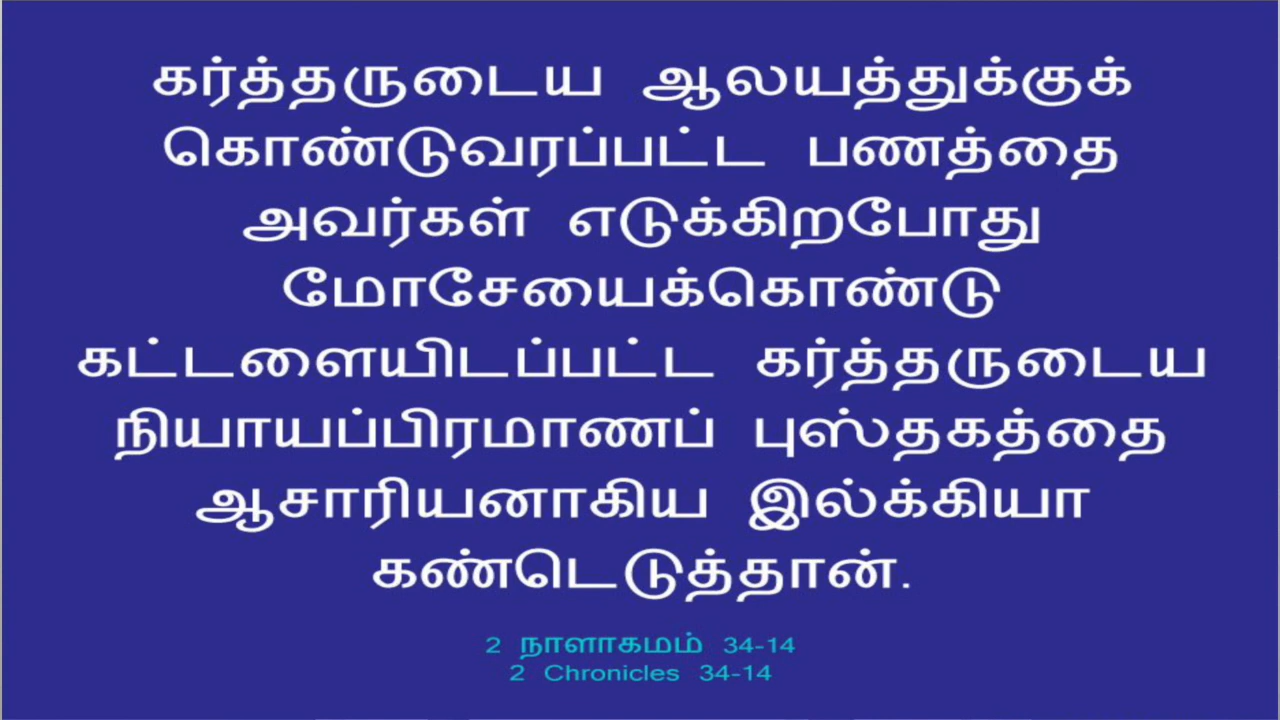 கர்த்தருடைய ஆலயத்துக்குக்
கொண்டுவரப்பட்ட பணத்தை
அவர்கள் எடுக்கிறபோது
மோசேயைக்கொண்டு
கட்டளையிடப்பட்ட கர்த்தருடைய
நியாயப்பிரமாணப் புஸ்தகத்தை
ஆசாரியனாகிய இல்க்கியா
கண்டெடுத்தான்.
2 நாளாகமம் 34-14
2 Chronicles 34-14